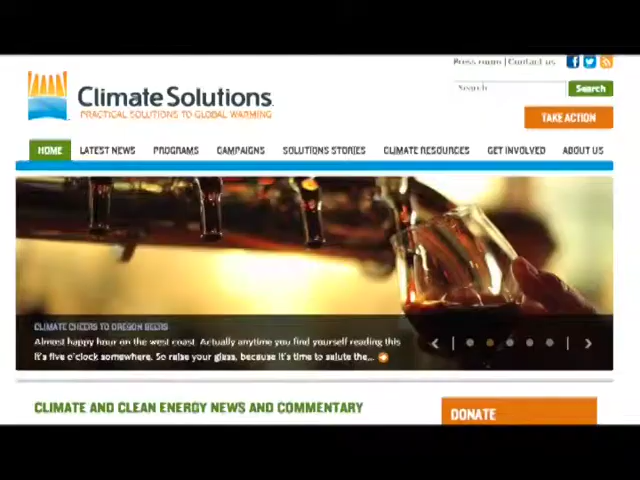 Press room | Contact us
Climate Solutions
PRACTICAL SOLUTIONS TO GLOBAL WARMING
Search
Search
TAKE ACTION
HOME LATEST NEWS PROGRAMS CAMPAIGNS SOLUTIONS STORIES CLIMATE RESOURCES GET INVOLVED ABOUT US
CLIMATE CHEERS TO OREGON BEERS
Almost happy hour on the west coast. Actually anytime you find yourself reading this
it's five o'clock somewhere. So raise your glass, because it's time to salute the...
CLIMATE AND CLEAN ENERGY NEWS AND COMMENTARY
DONATE